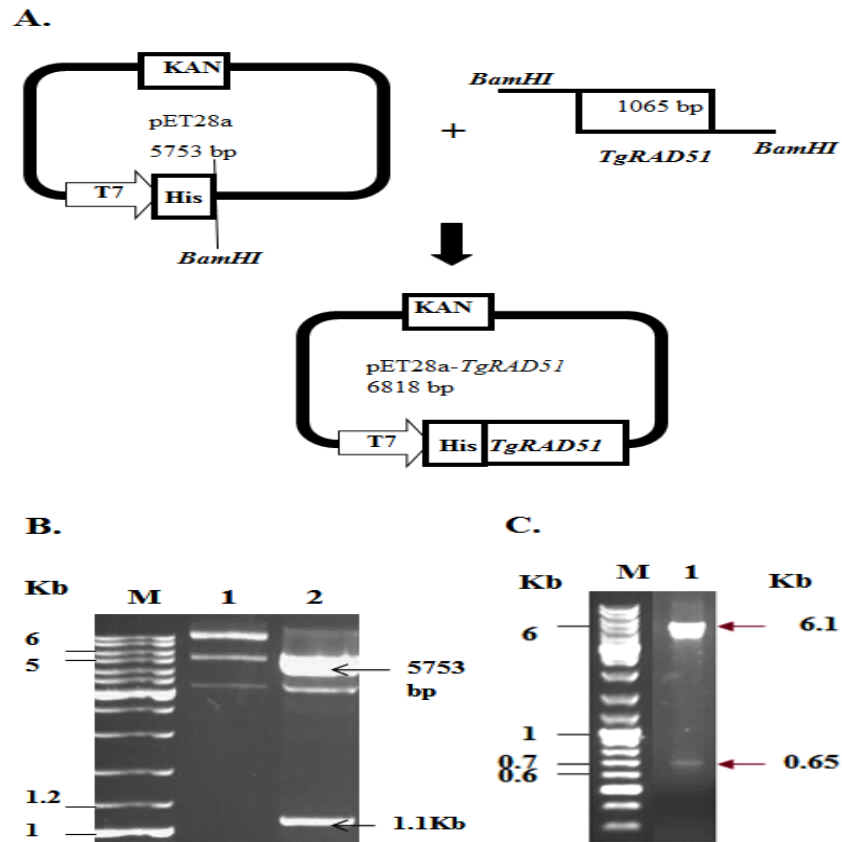 A.
KAN
pET28a
5753 bp
T7
His
BamHI
+
BamHI
1065 bp
TgRAD51
BamHI
KAN
pET28a-TgRAD51
6818 bp
T7
His
TgRAD51
B.
Kb
M
1
2
6
5
1.2
1
5753
bp
1.1Kb
C.
Kb
M
1
Kb
6
1
0.7
0.6
6.1
0.65